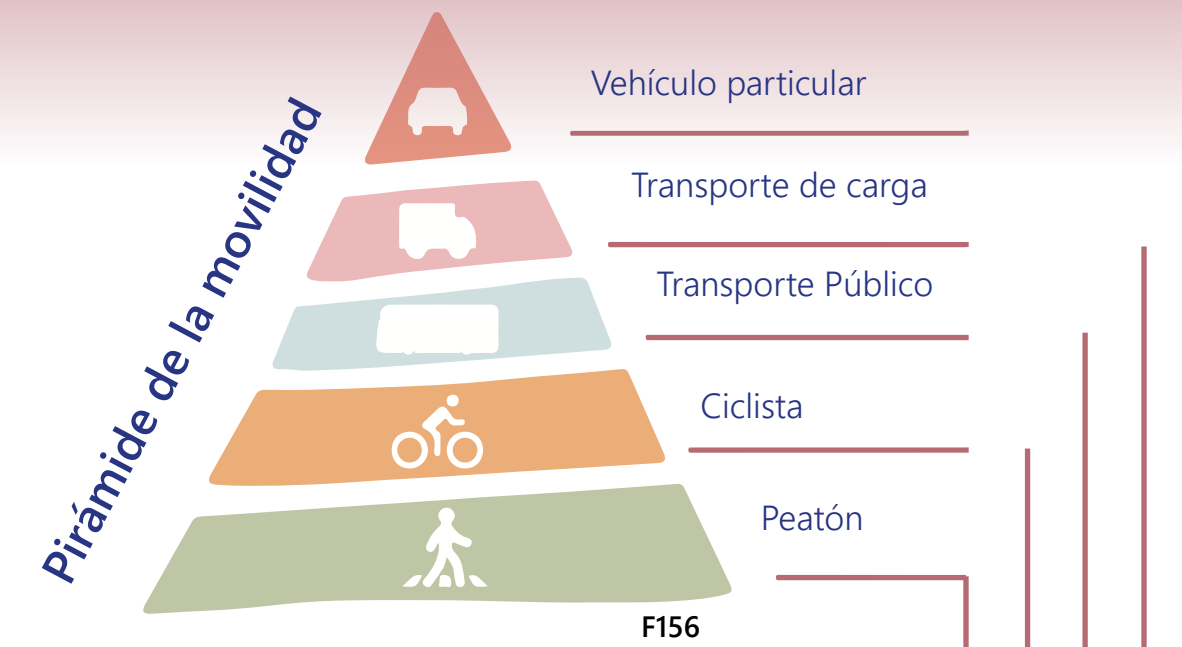 Pirámide de la movilidad
Vehículo particular
Transporte de carga
Transporte Público
Ciclista
Peatón
F156